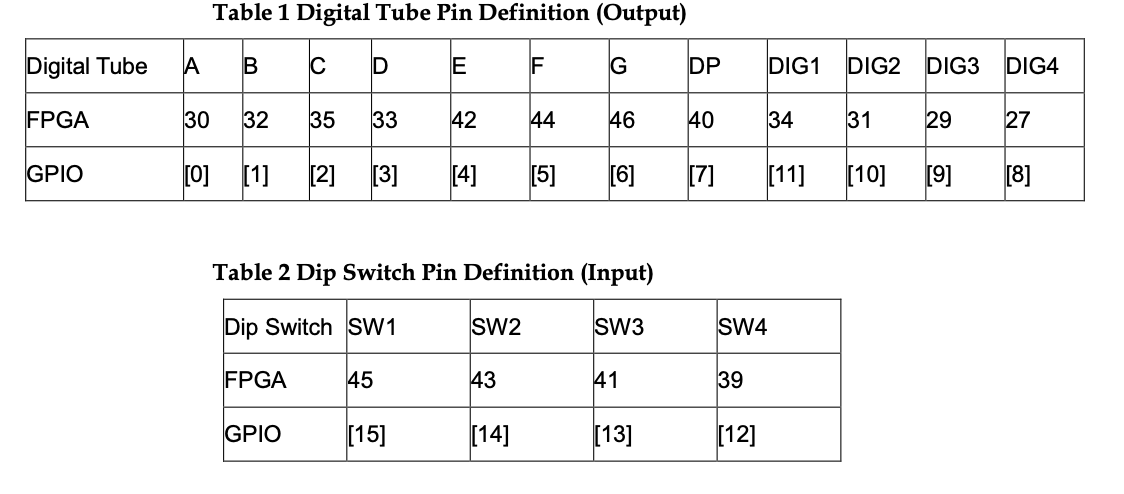 Table 1 Digital Tube Pin Definition (Output)
Digital Tube A B C D E F G DP DIG1 DIG2 DIG3 DIG4
FPGA 30 32 35 33 42 44 46 40 34 31 29 27
GPIO [0] [1] [2] [3] [4] [5] [6] [7] [11] [10] [9] [8]
Table 2 Dip Switch Pin Definition (Input)
Dip Switch SW1 SW2 SW3 SW4
FPGA 45 43 41 39
GPIO [15] [14] [13] [12]